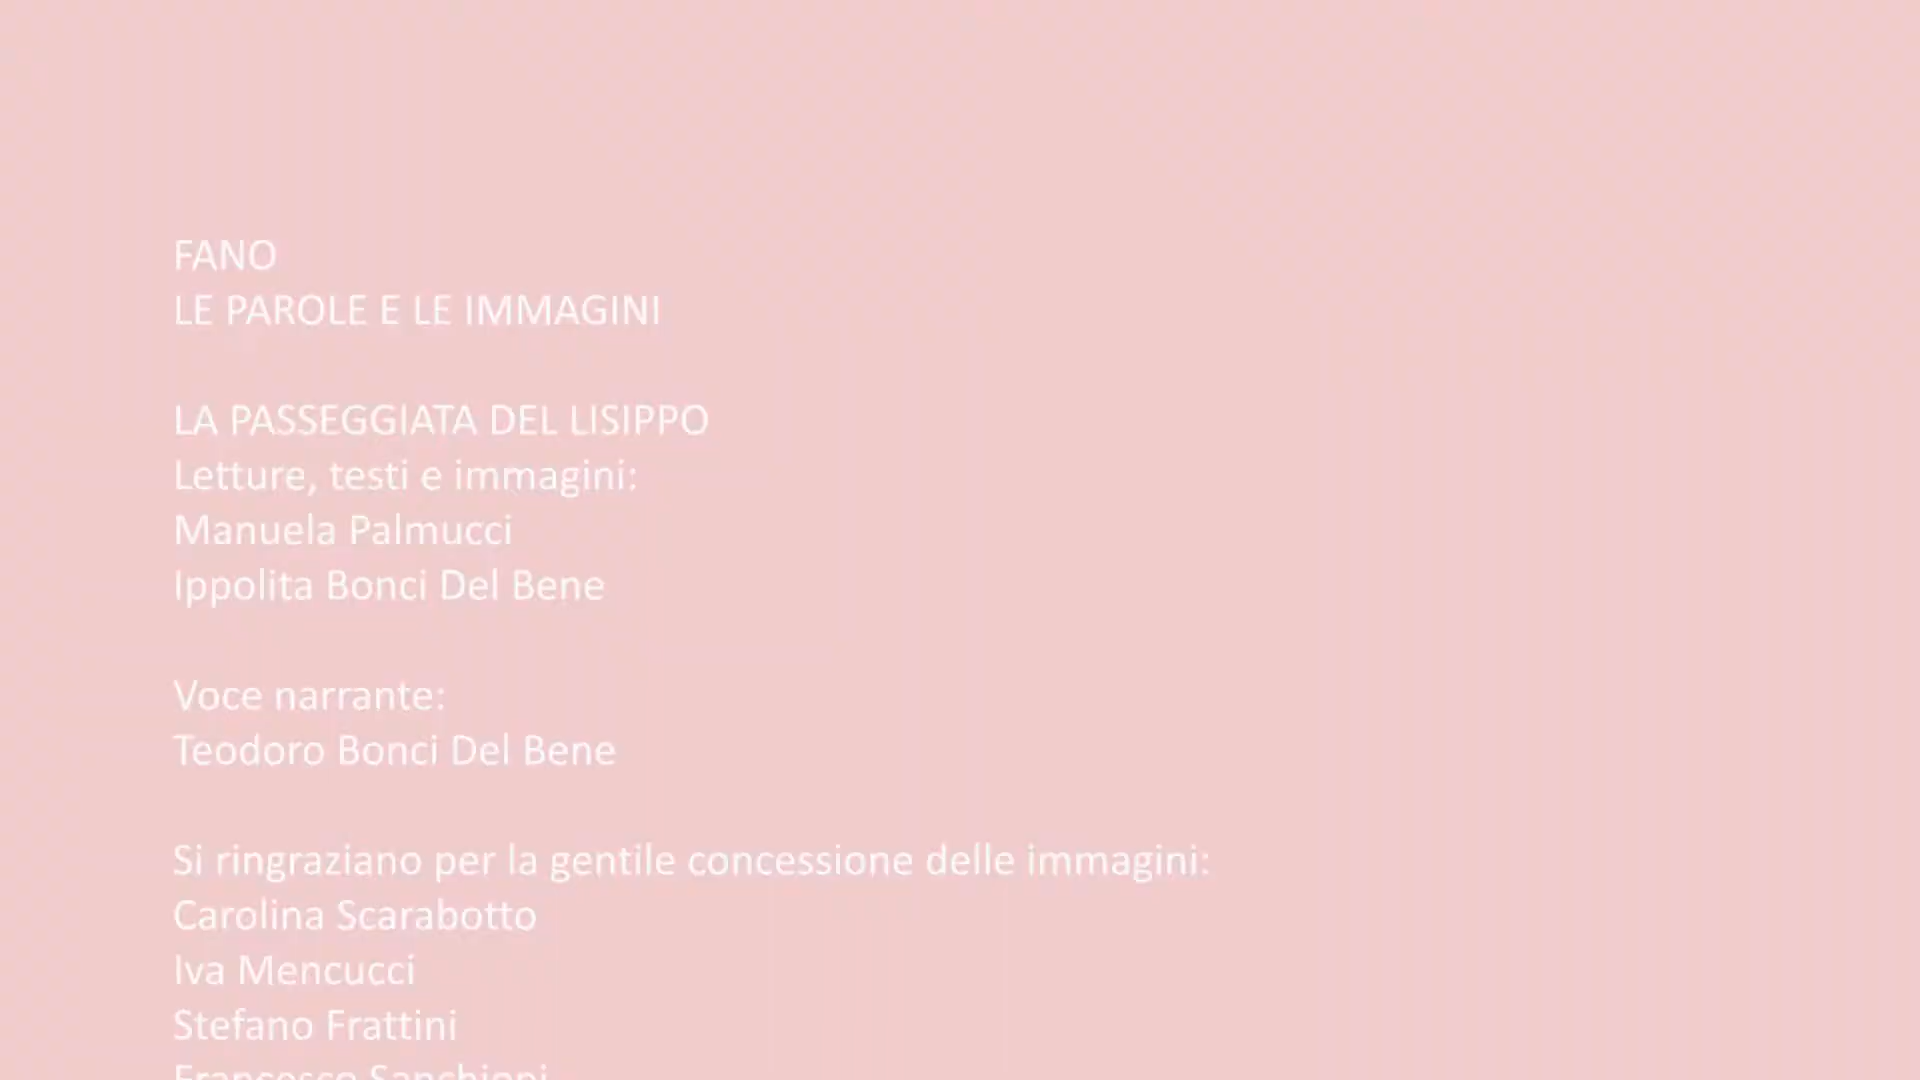 FANO
LE PAROLE E LE IMMAGINI
LA PASSEGGIATA DEL LISIPPO
Letture, testi e immagini:
Manuela Palmucci
Ippolita Bonci Del Bene
Voce narrante:
Teodoro Bonci Del Bene
Si ringraziano per la gentile concessione delle immagini:
Carolina Scarabotto
Iva Mencucci
Stefano Frattini
Francesco